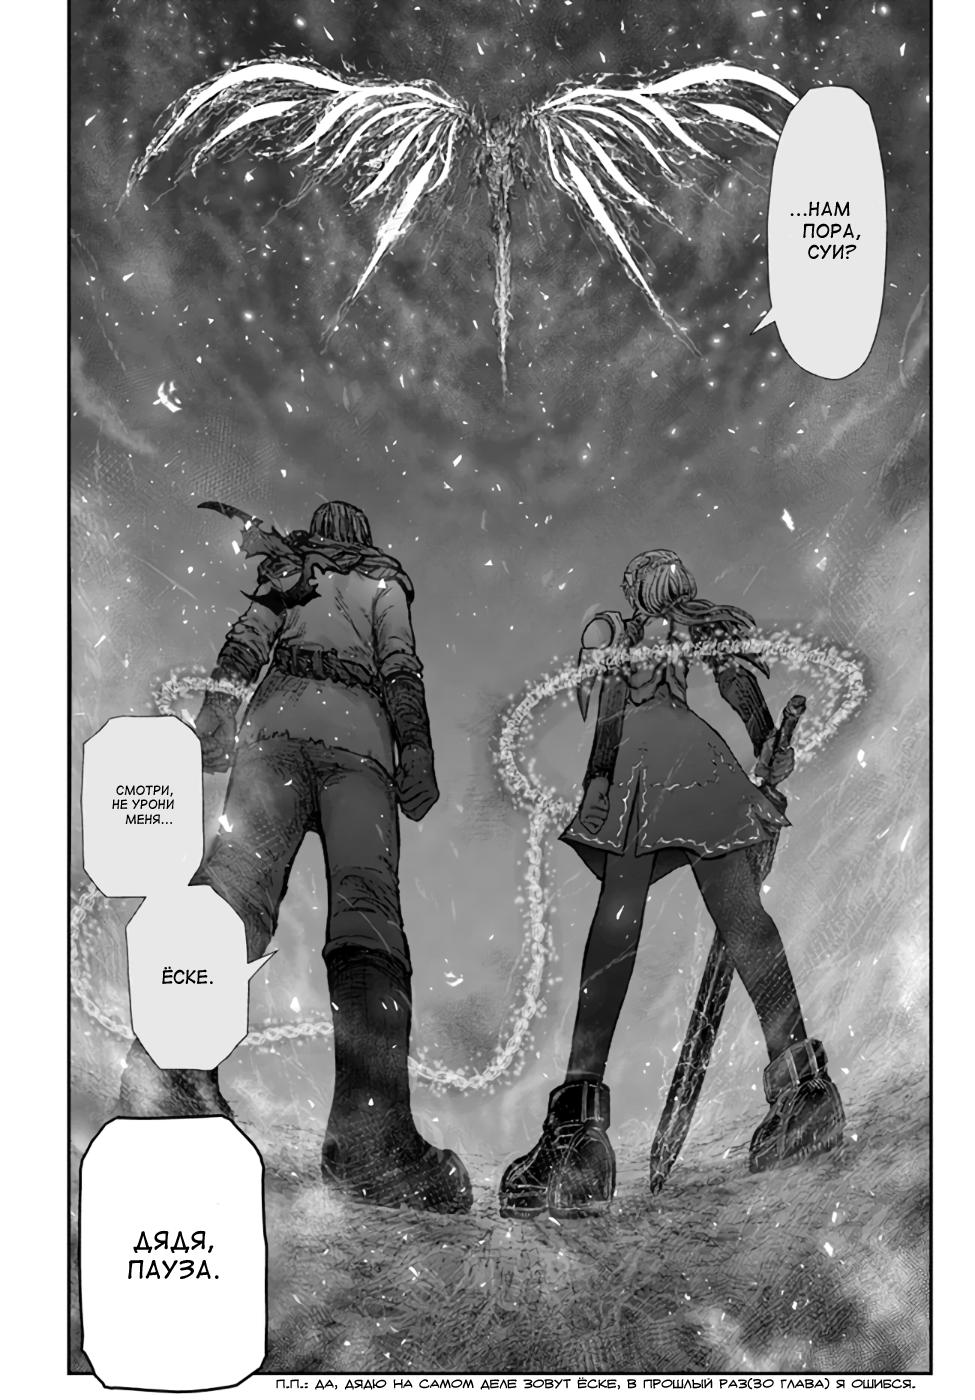 ...НАМ
ПОРА,
СУИ?
СМОТРИ,
НЕ УРОНИ
МЕНЯ...
ЁСКЕ.
ДЯДЯ,
ПАУЗА.
П.П.: ДА, ДЯДЮ НА САМОМ ДЕЛЕ ЗОВУТ ЁСКЕ, В ПРОШЛЫЙ РАЗ(30 ГЛАВА) Я ОШИБСЯ.